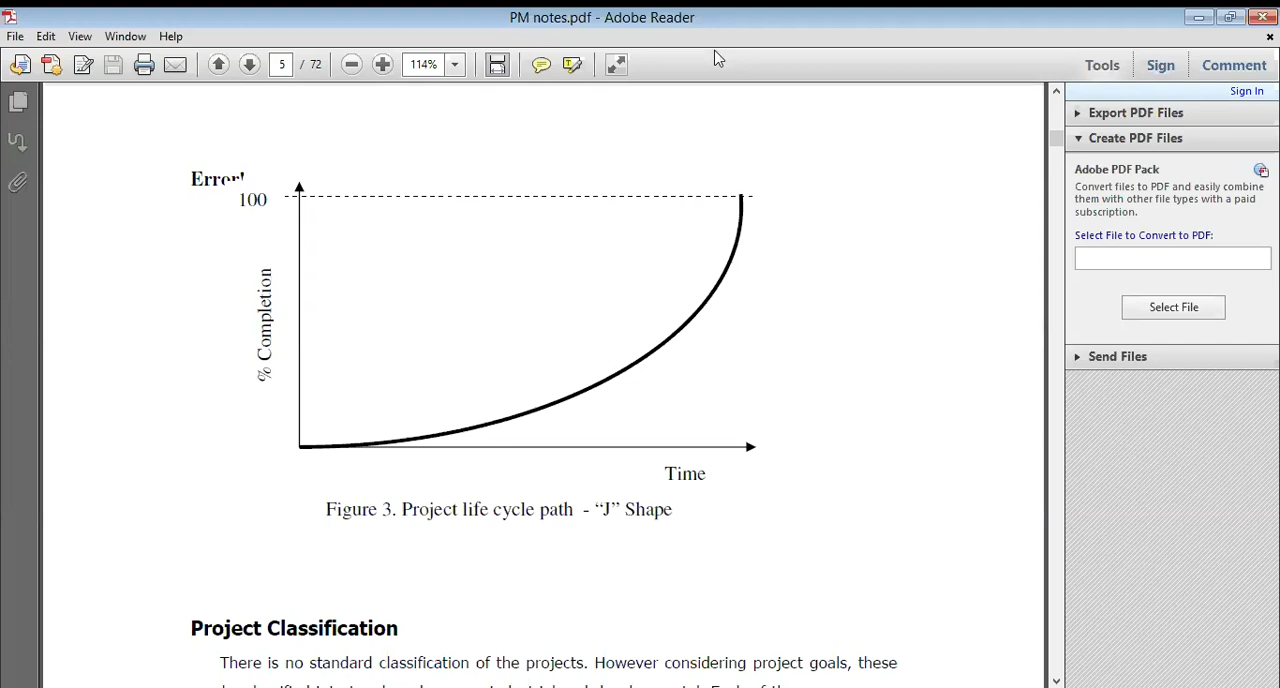 PM notes.pdf - Adobe Reader
File Edit View Window Help
5 / 72 114% Tools Sign Comment
Sign In
Export PDF Files
Create PDF Files
Adobe PDF Pack
Convert files to PDF and easily combine
them with other file types with a paid
subscription.
Select File to Convert to PDF:
Select File
Send Files
Error!
100
% Completion
Time
Figure 3. Project life cycle path - “J” Shape
Project Classification
There is no standard classification of the projects. However considering project goals, these